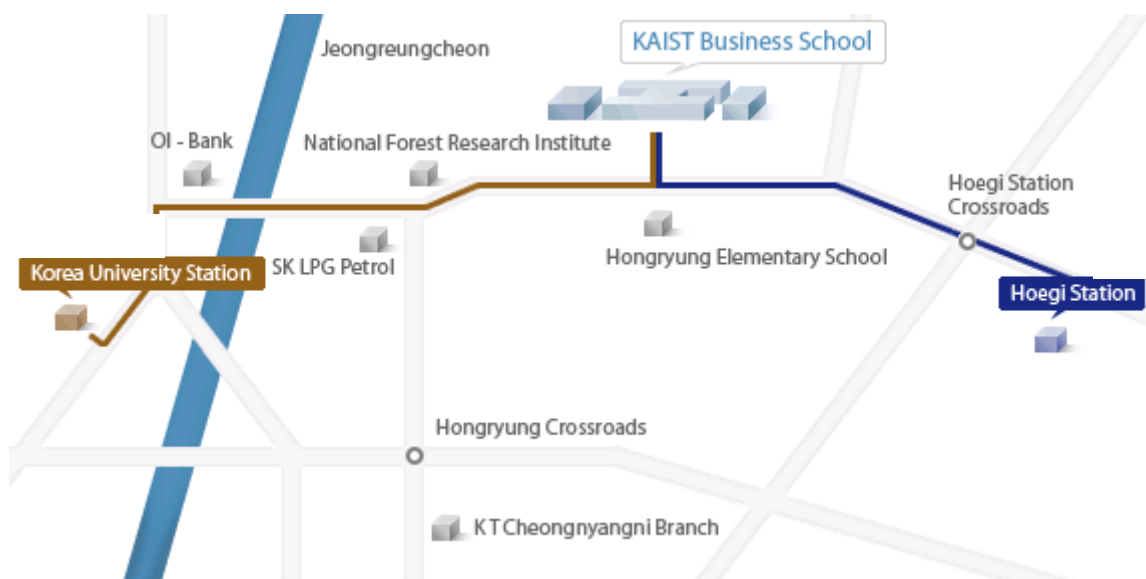 KAIST Business School
Jeongreungcheon
OI - Bank
National Forest Research Institute
Hoegi Station
Crossroads
Hongryung Elementary School
SK LPG Petrol
Korea University Station
Hoegi Station
Hongryung Crossroads
KT Cheongnyangni Branch